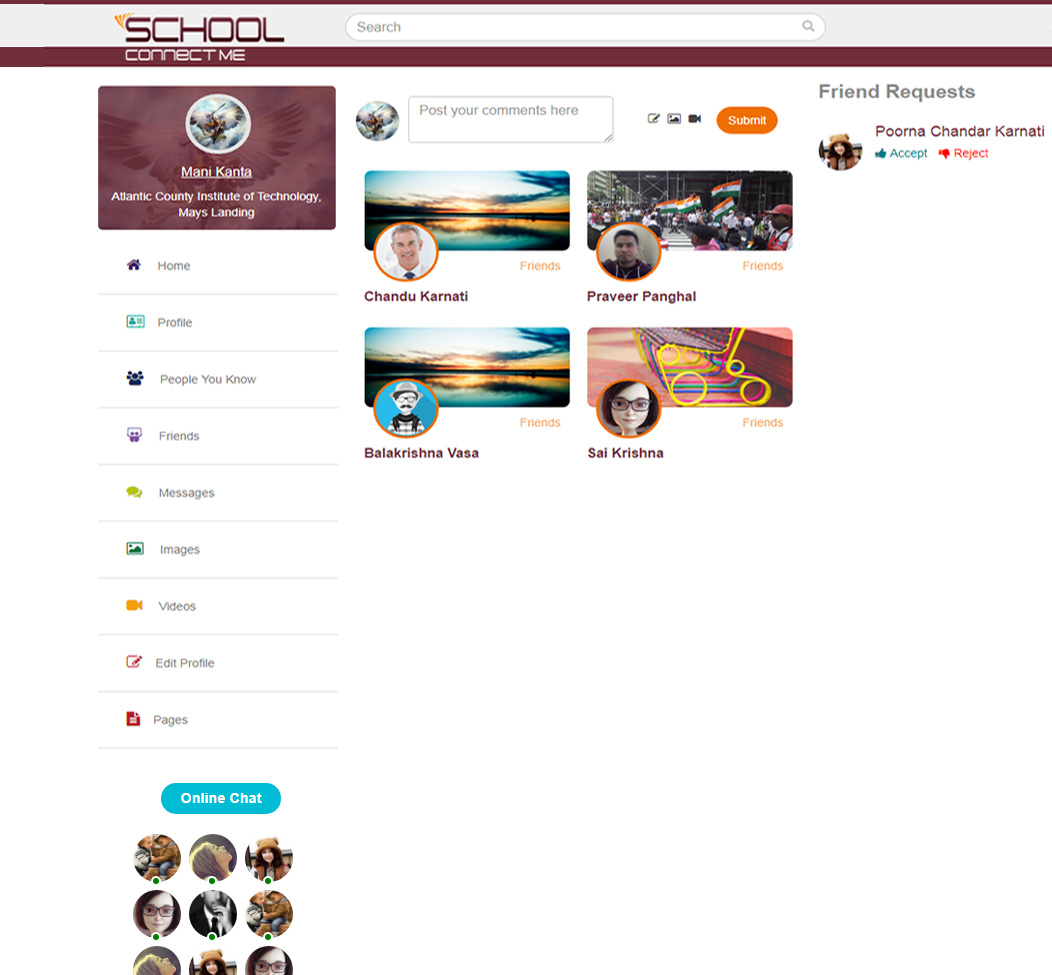 SCHOOL
CONNECT ME
Search
Mani Kanta
Atlantic County Institute of Technology,
Mays Landing
Home
Profile
People You Know
Friends
Messages
Images
Videos
Edit Profile
Pages
Online Chat
Post your comments here
Submit
Friends
Chandu Karnati
Friends
Praveer Panghal
Friends
Balakrishna Vasa
Friends
Sai Krishna
Friend Requests
Poorna Chandar Karnati
Accept Reject